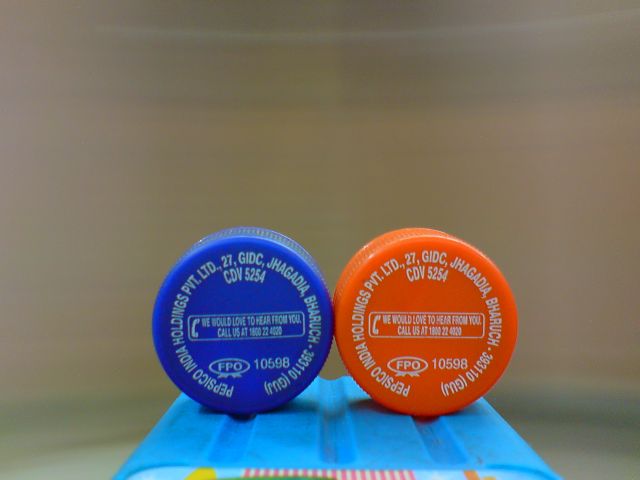 PEPSICO INDIA HOLDINGS PVT. LTD., 27, GIDC, JHAGADIA, BHARUCH - 393110 (GUJ)
CDV 5254
WE WOULD LOVE TO HEAR FROM YOU.
CALL US AT 1800 22 4020
FPO 10598
PEPSICO INDIA HOLDINGS PVT. LTD., 27, GIDC, JHAGADIA, BHARUCH - 393110 (GUJ)
CDV 5254
WE WOULD LOVE TO HEAR FROM YOU.
CALL US AT 1800 22 4020
FPO 10598